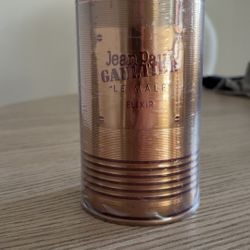 Jean Paul
GAULTIER
"LE MALE"
ELIXIR